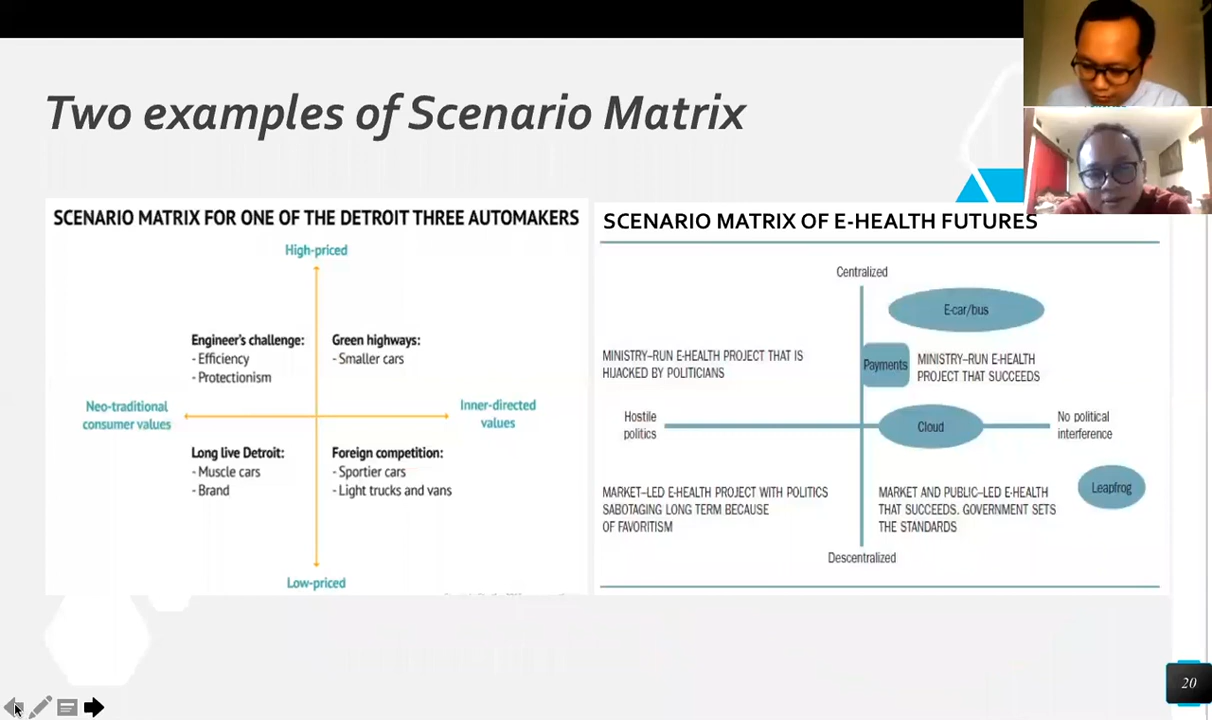 Two examples of Scenario Matrix
SCENARIO MATRIX FOR ONE OF THE DETROIT THREE AUTOMAKERS
High-priced
Engineer's challenge:
- Efficiency
- Protectionism
Green highways:
- Smaller cars
Neo-traditional
consumer values
Inner-directed
values
Long live Detroit:
- Muscle cars
- Brand
Foreign competition:
- Sportier cars
- Light trucks and vans
Low-priced
SCENARIO MATRIX OF E-HEALTH FUTURES
Centralized
E-car/bus
MINISTRY–RUN E-HEALTH PROJECT THAT IS
HIJACKED BY POLITICIANS
Payments
MINISTRY–RUN E-HEALTH
PROJECT THAT SUCCEEDS
Hostile
politics
Cloud
No political
interference
MARKET–LED E-HEALTH PROJECT WITH POLITICS
SABOTAGING LONG TERM BECAUSE
OF FAVORITISM
MARKET AND PUBLIC–LED E-HEALTH
THAT SUCCEEDS. GOVERNMENT SETS
THE STANDARDS
Leapfrog
Descentralized
20